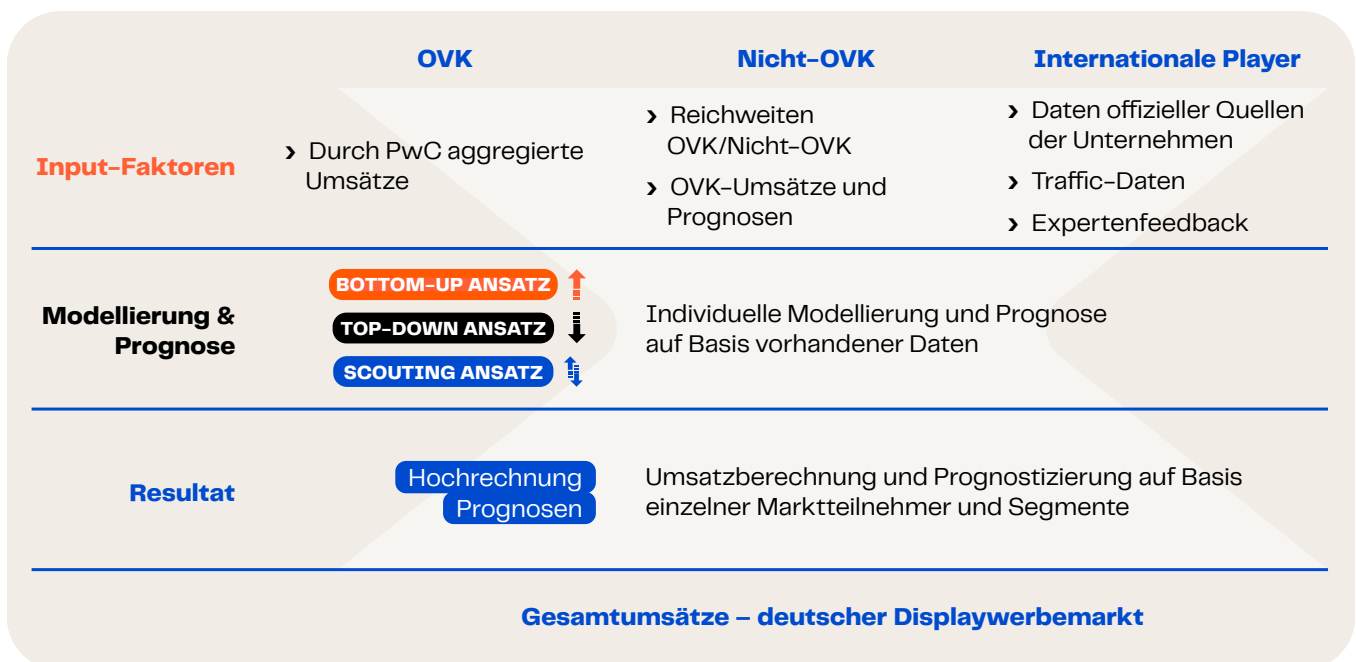 OVK
Nicht-OVK
Internationale Player
Input-Faktoren
› Durch PwC aggregierte
Umsätze
› Reichweiten
OVK/Nicht-OVK
› OVK-Umsätze und
Prognosen
› Daten offizieller Quellen
der Unternehmen
› Traffic-Daten
› Expertenfeedback
Modellierung &
Prognose
BOTTOM-UP ANSATZ
TOP-DOWN ANSATZ
SCOUTING ANSATZ
Individuelle Modellierung und Prognose
auf Basis vorhandener Daten
Resultat
Hochrechnung
Prognosen
Umsatzberechnung und Prognostizierung auf Basis
einzelner Marktteilnehmer und Segmente
Gesamtumsätze – deutscher Displaywerbemarkt